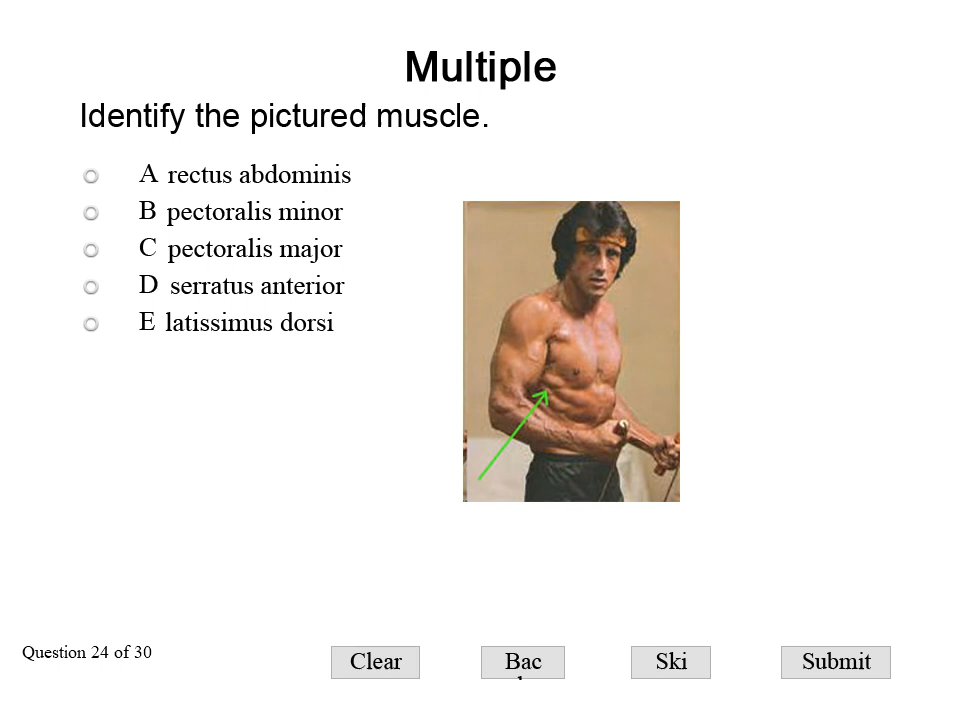 Multiple
Identify the pictured muscle.
A rectus abdominis
B pectoralis minor
C pectoralis major
D serratus anterior
E latissimus dorsi
Question 24 of 30
Clear
Bac
Ski
Submit